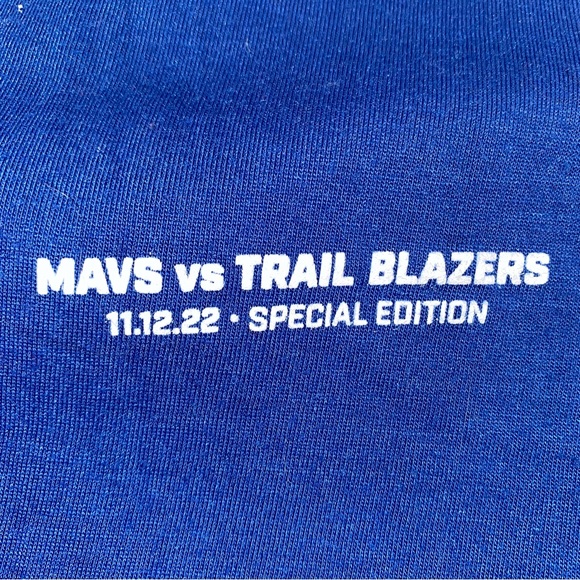 MAVS vs TRAIL BLAZERS
11.12.22 • SPECIAL EDITION